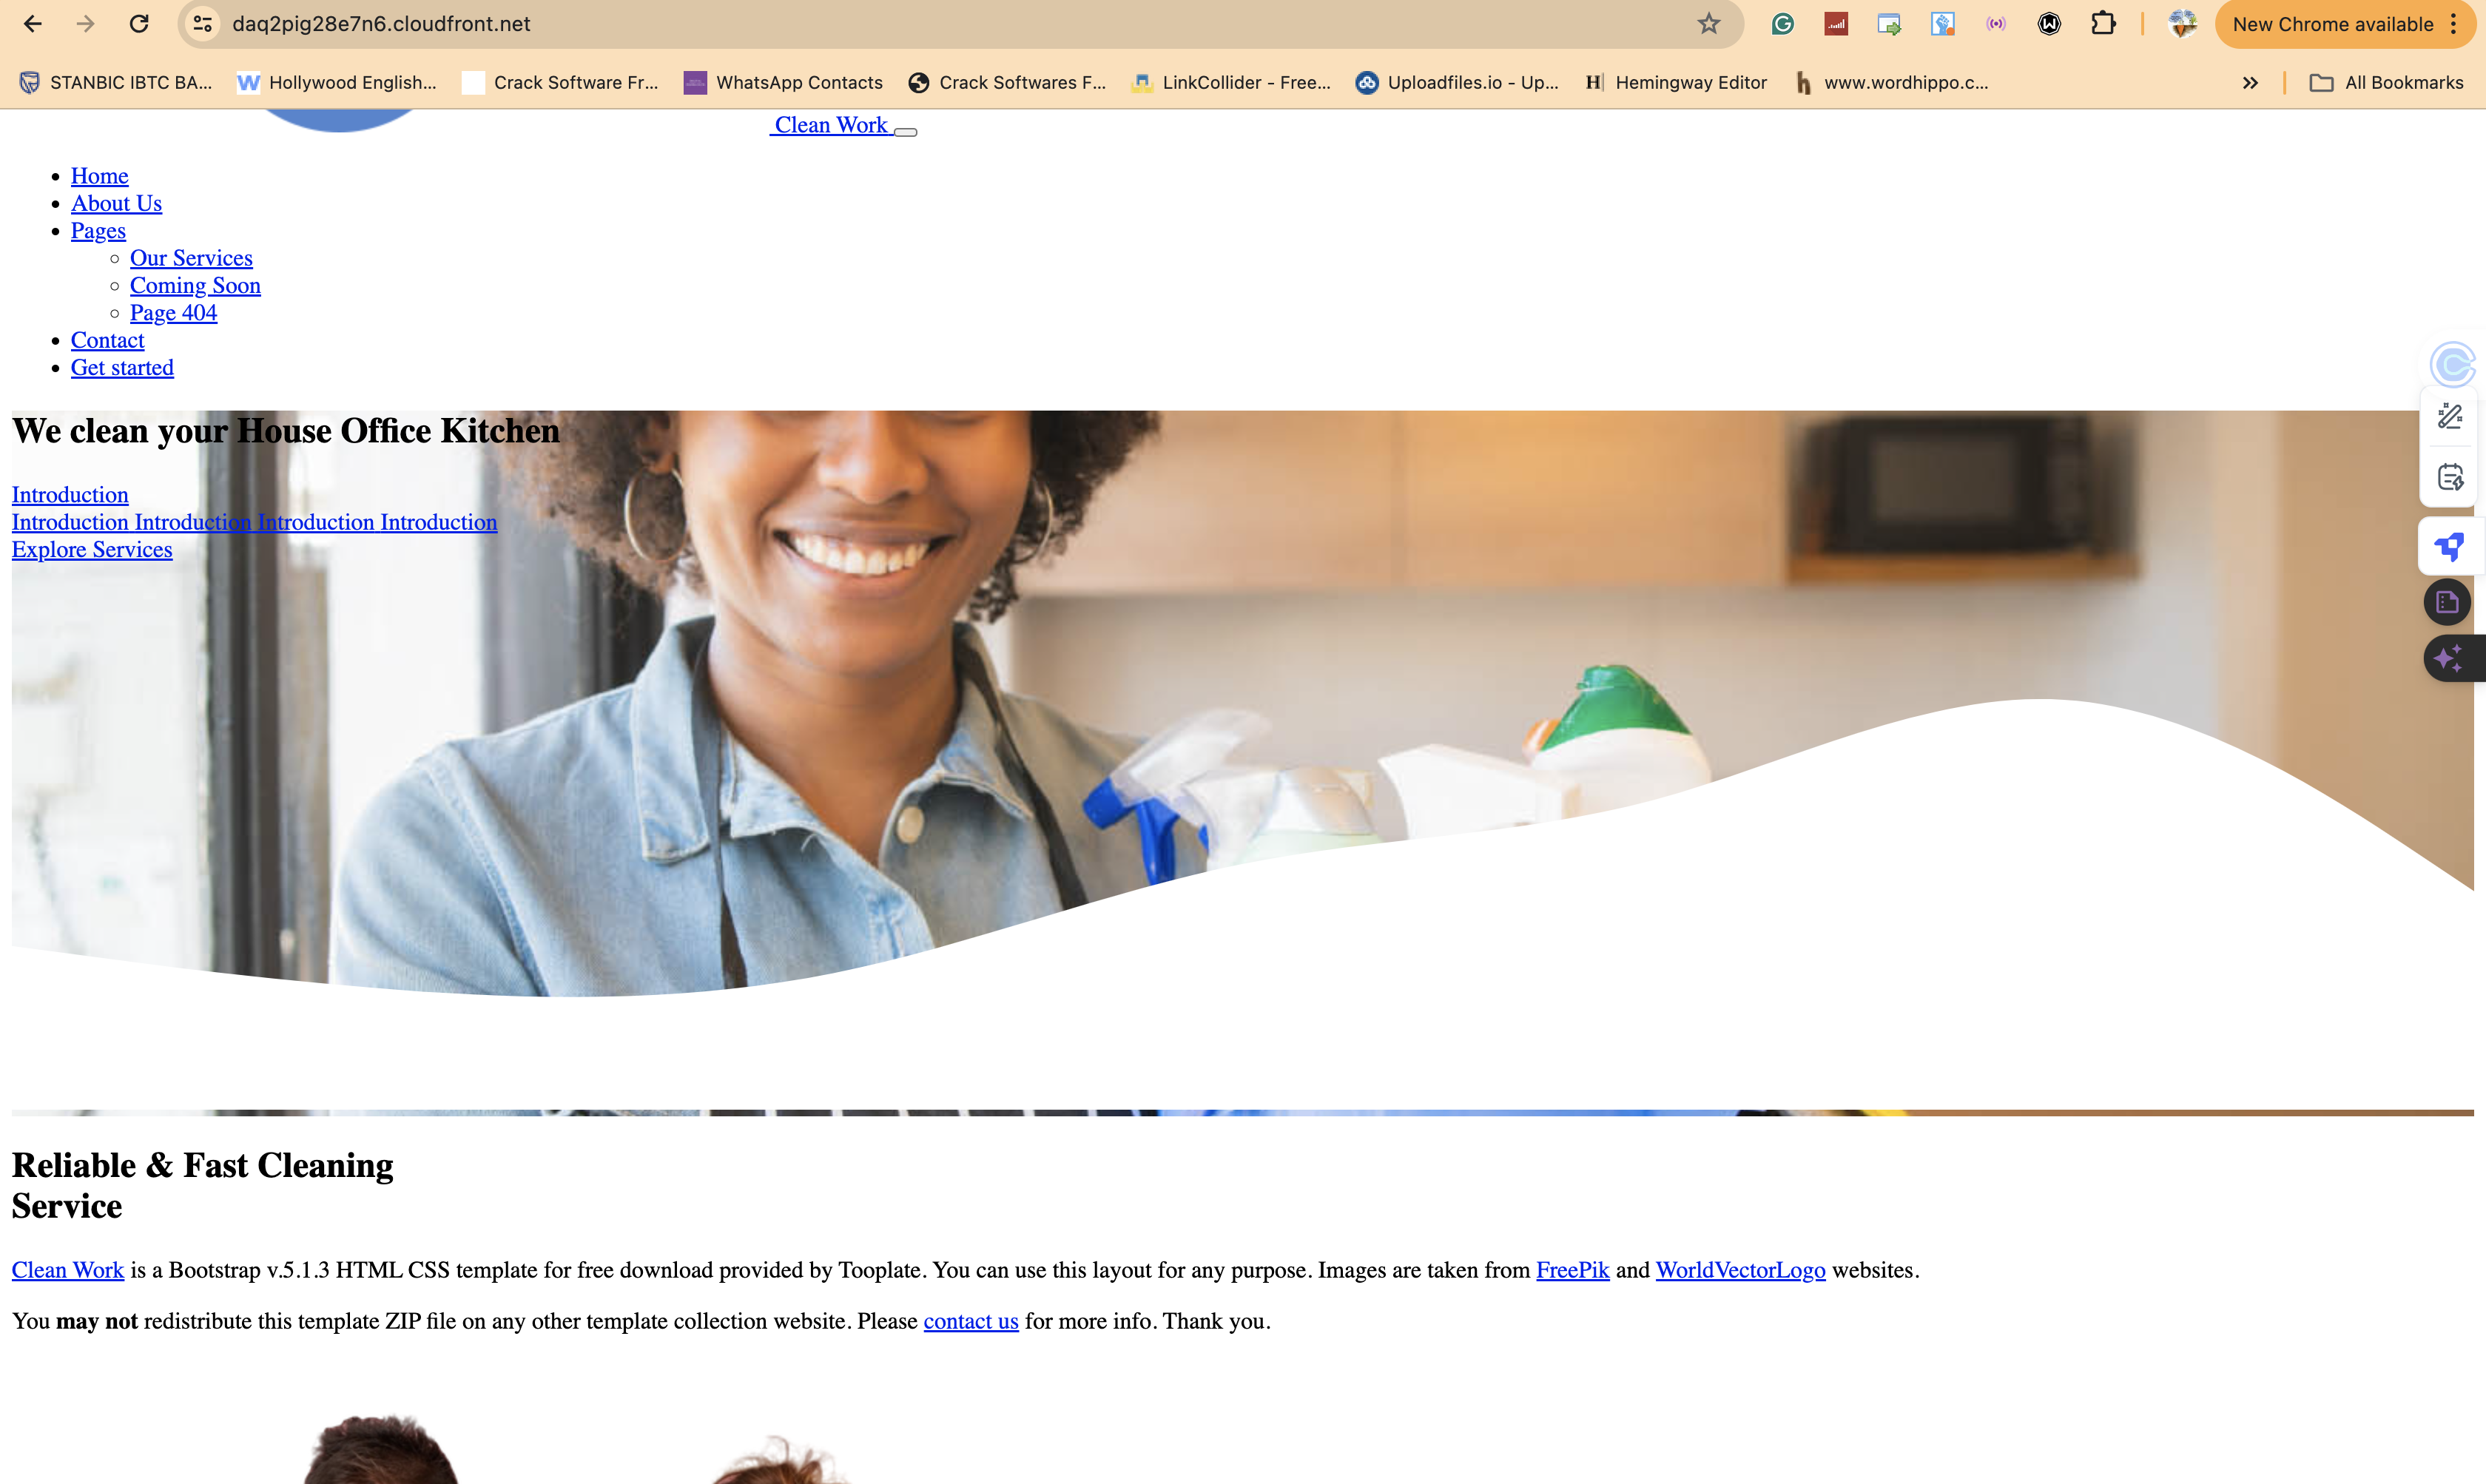 daq2pig28e7n6.cloudfront.net
New Chrome available
STANBIC IBTC BA...
Hollywood English...
Crack Software Fr...
WhatsApp Contacts
Crack Softwares F...
LinkCollider - Free...
Uploadfiles.io - Up...
Hemingway Editor
www.wordhippo.c...
All Bookmarks
Clean Work
Home
About Us
Pages
Our Services
Coming Soon
Page 404
Contact
Get started
We clean your House Office Kitchen
Introduction
Introduction Introduction Introduction Introduction
Explore Services
Reliable & Fast Cleaning
Service
Clean Work is a Bootstrap v.5.1.3 HTML CSS template for free download provided by Tooplate. You can use this layout for any purpose. Images are taken from FreePik and WorldVectorLogo websites.
You may not redistribute this template ZIP file on any other template collection website. Please contact us for more info. Thank you.